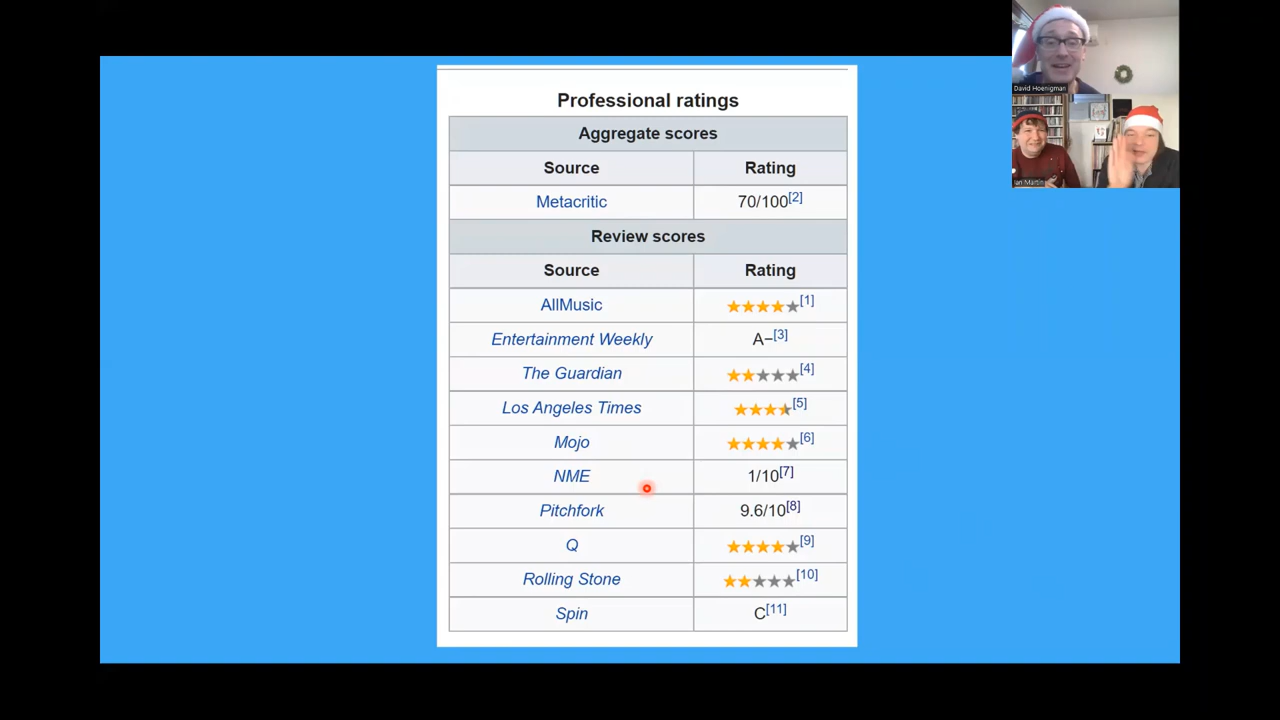 Professional ratings
Aggregate scores
Source Rating
Metacritic 70/100[2]
Review scores
Source Rating
AllMusic ★★★★★[1]
Entertainment Weekly A−[3]
The Guardian ★★★★★[4]
Los Angeles Times ★★★★[5]
Mojo ★★★★★[6]
NME 1/10[7]
Pitchfork 9.6/10[8]
Q ★★★★★[9]
Rolling Stone ★★★★★[10]
Spin C[11]
David Hoenigman
Ian Martin